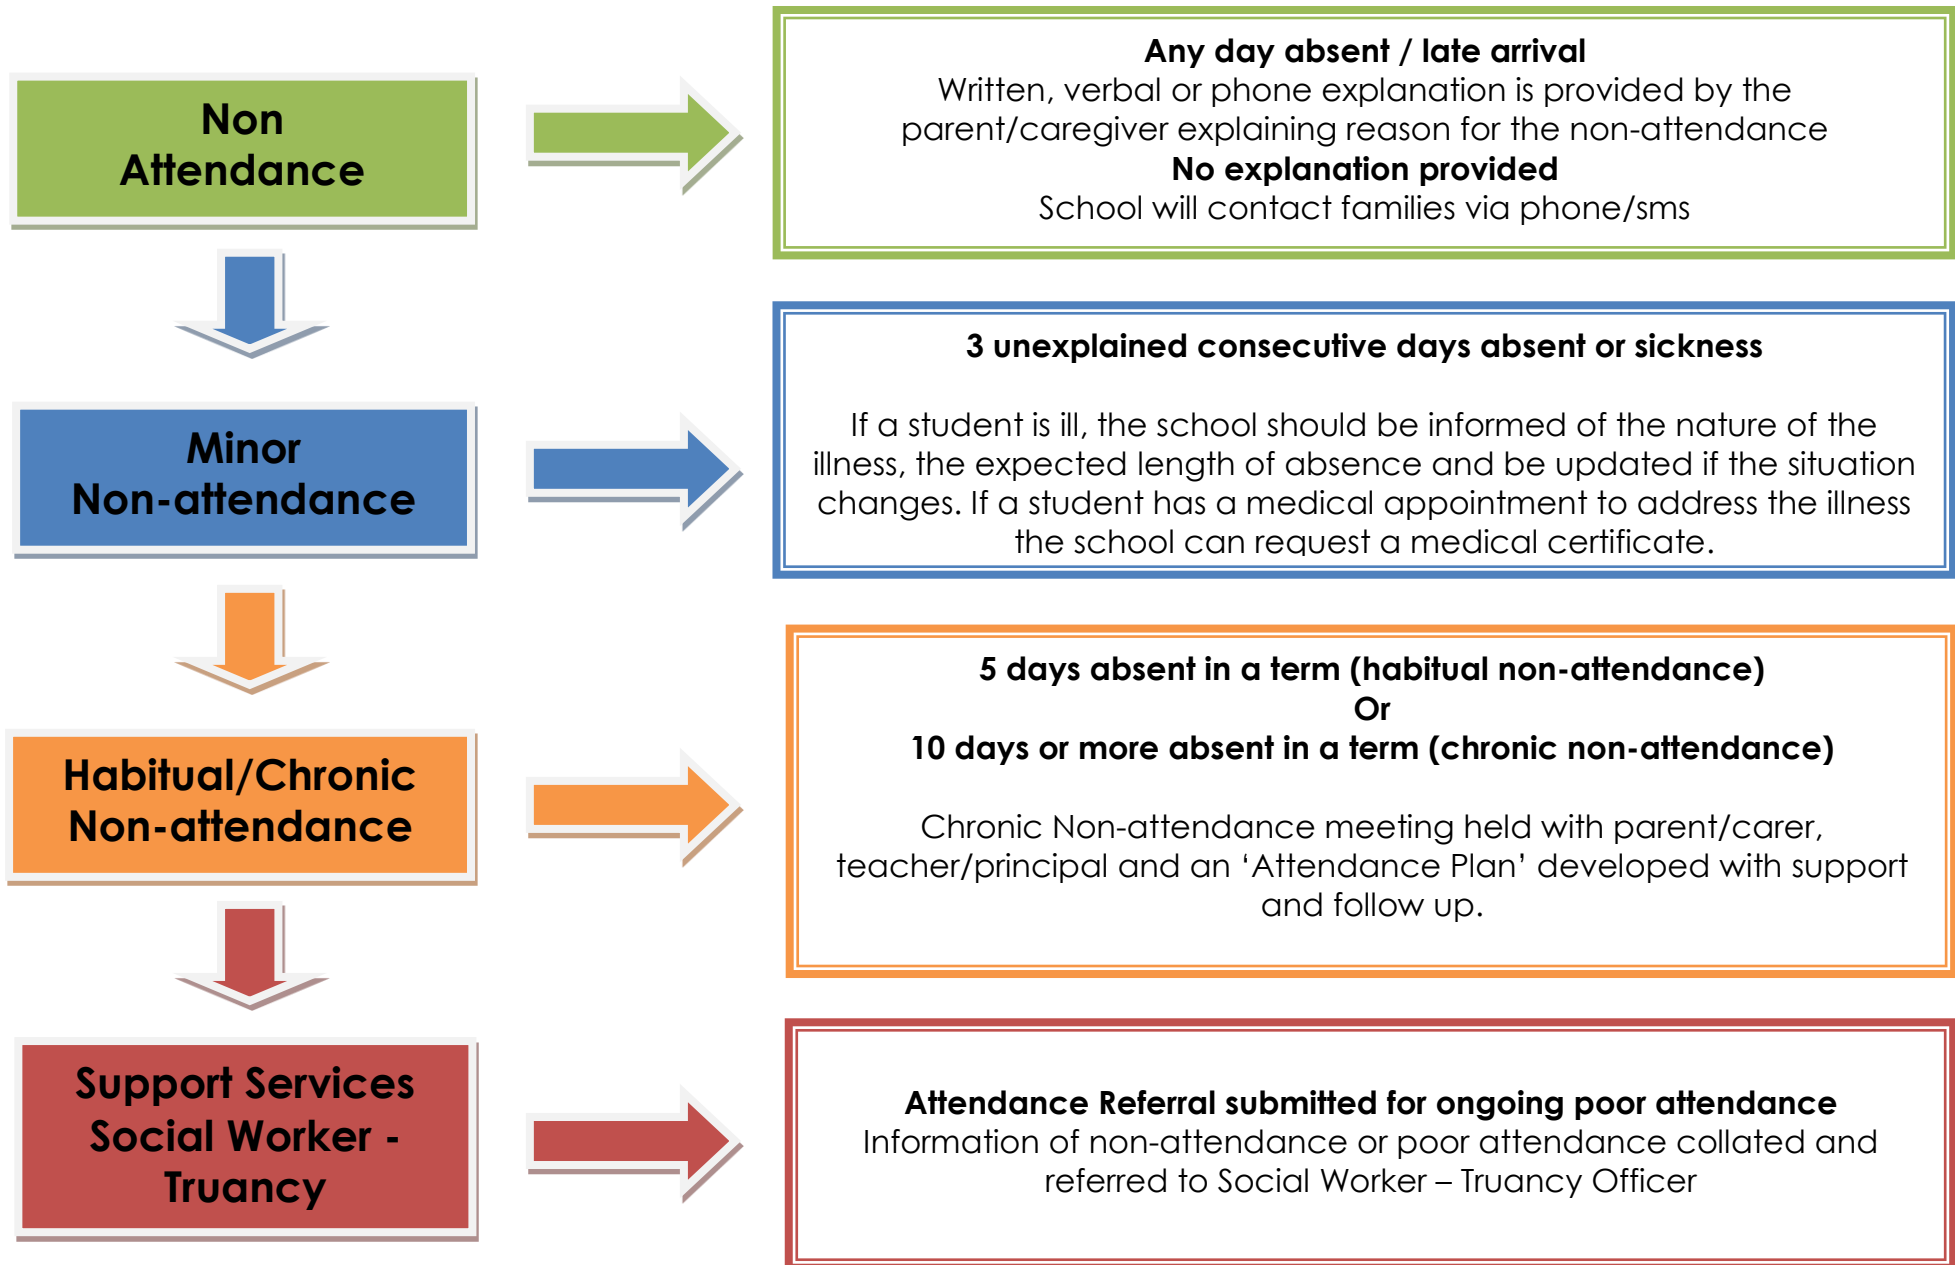 Non
Attendance
Any day absent / late arrival
Written, verbal or phone explanation is provided by the
parent/caregiver explaining reason for the non-attendance
No explanation provided
School will contact families via phone/sms
Minor
Non-attendance
3 unexplained consecutive days absent or sickness
If a student is ill, the school should be informed of the nature of the
illness, the expected length of absence and be updated if the situation
changes. If a student has a medical appointment to address the illness
the school can request a medical certificate.
Habitual/Chronic
Non-attendance
5 days absent in a term (habitual non-attendance)
Or
10 days or more absent in a term (chronic non-attendance)
Chronic Non-attendance meeting held with parent/carer,
teacher/principal and an ‘Attendance Plan’ developed with support
and follow up.
Support Services
Social Worker -
Truancy
Attendance Referral submitted for ongoing poor attendance
Information of non-attendance or poor attendance collated and
referred to Social Worker – Truancy Officer